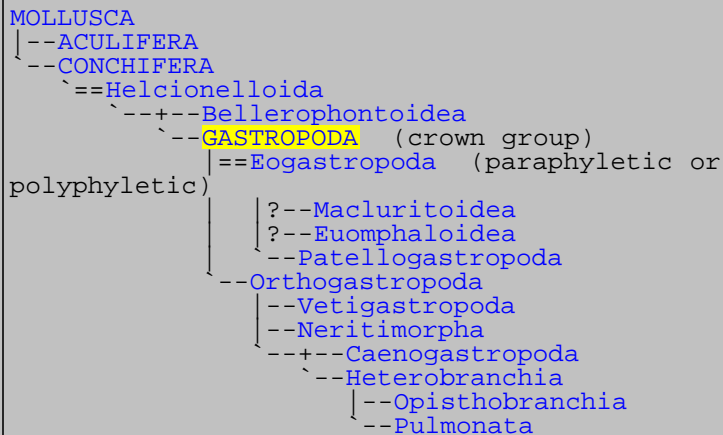 MOLLUSCA
|--ACULIFERA
`--CONCHIFERA
   `==Helcionelloida
      `--+--Bellerophontoidea
         `--GASTROPODA  (crown group)
            |==Eogastropoda  (paraphyletic or
polyphyletic)
            |  |?--Macluritoidea
            |  |?--Euomphaloidea
            |  `--Patellogastropoda
            `--Orthogastropoda
               |--Vetigastropoda
               |--Neritimorpha
               `--+--Caenogastropoda
                  `--Heterobranchia
                     |--Opisthobranchia
                     `--Pulmonata